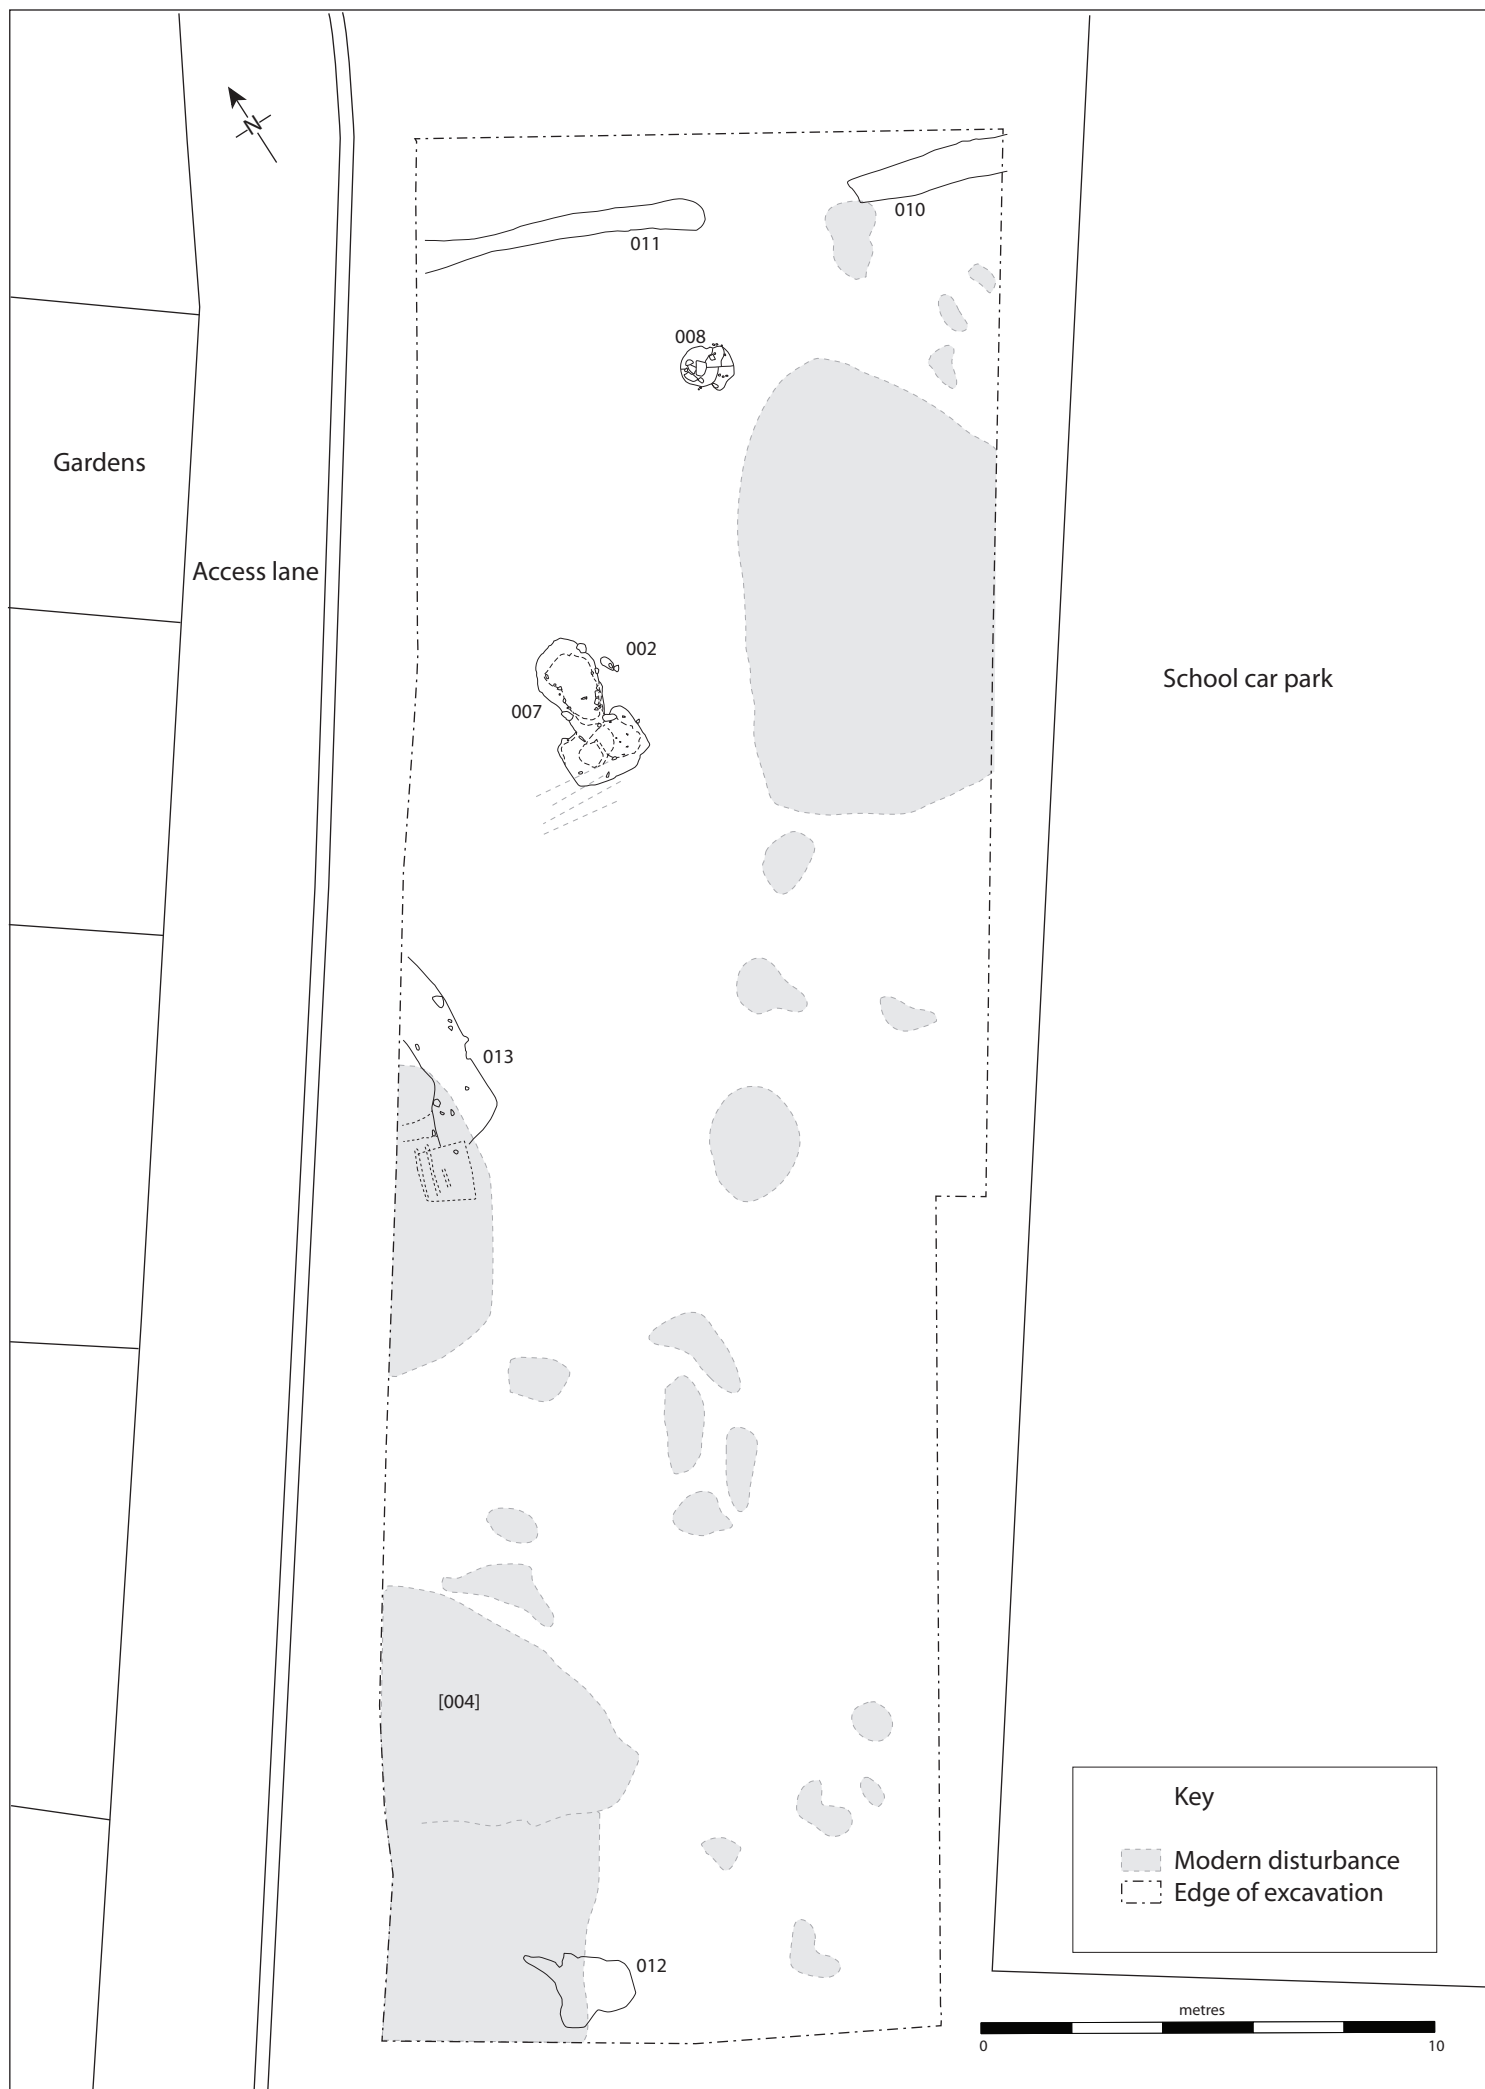 N
010
011
008
Gardens
Access lane
002
School car park
007
013
[004]
Key
Modern disturbance
Edge of excavation
012
metres
0
10